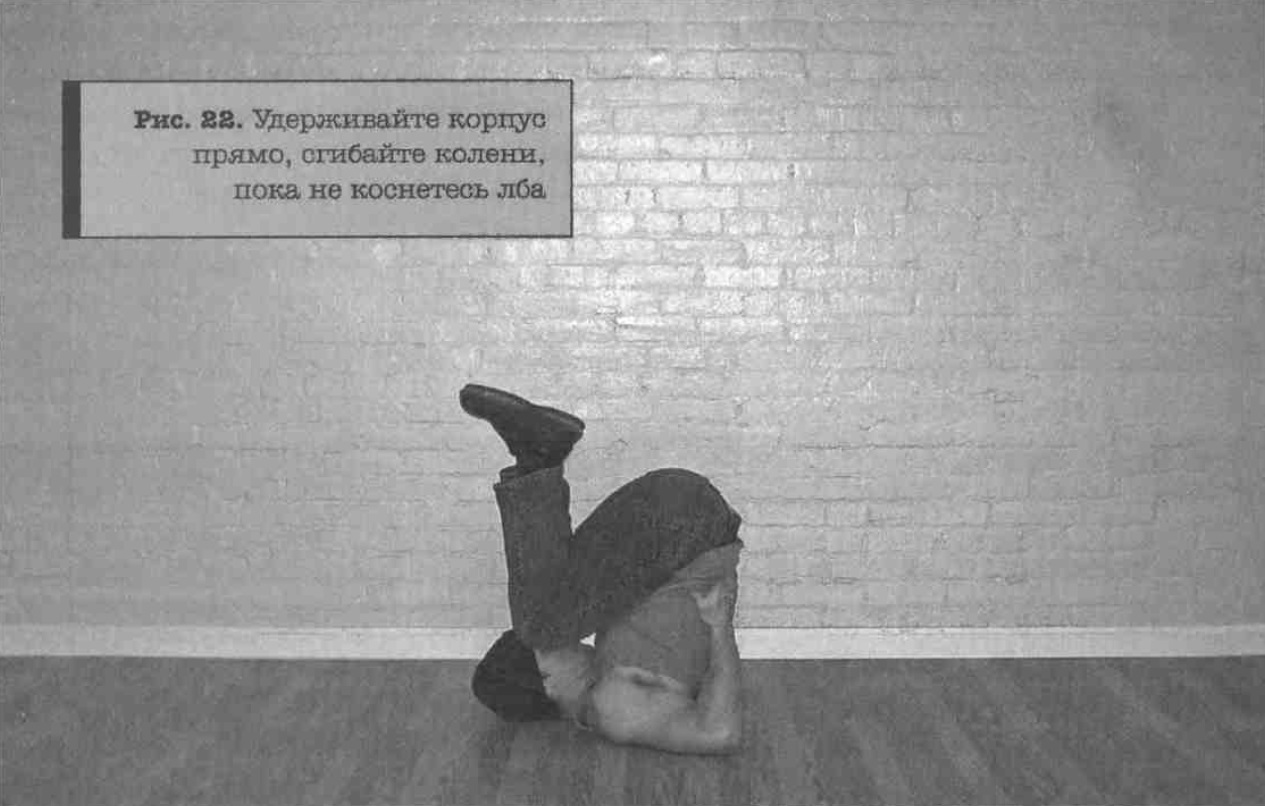 Рис. 22. Удерживайте корпус
прямо, сгибайте колени,
пока не коснетесь лба